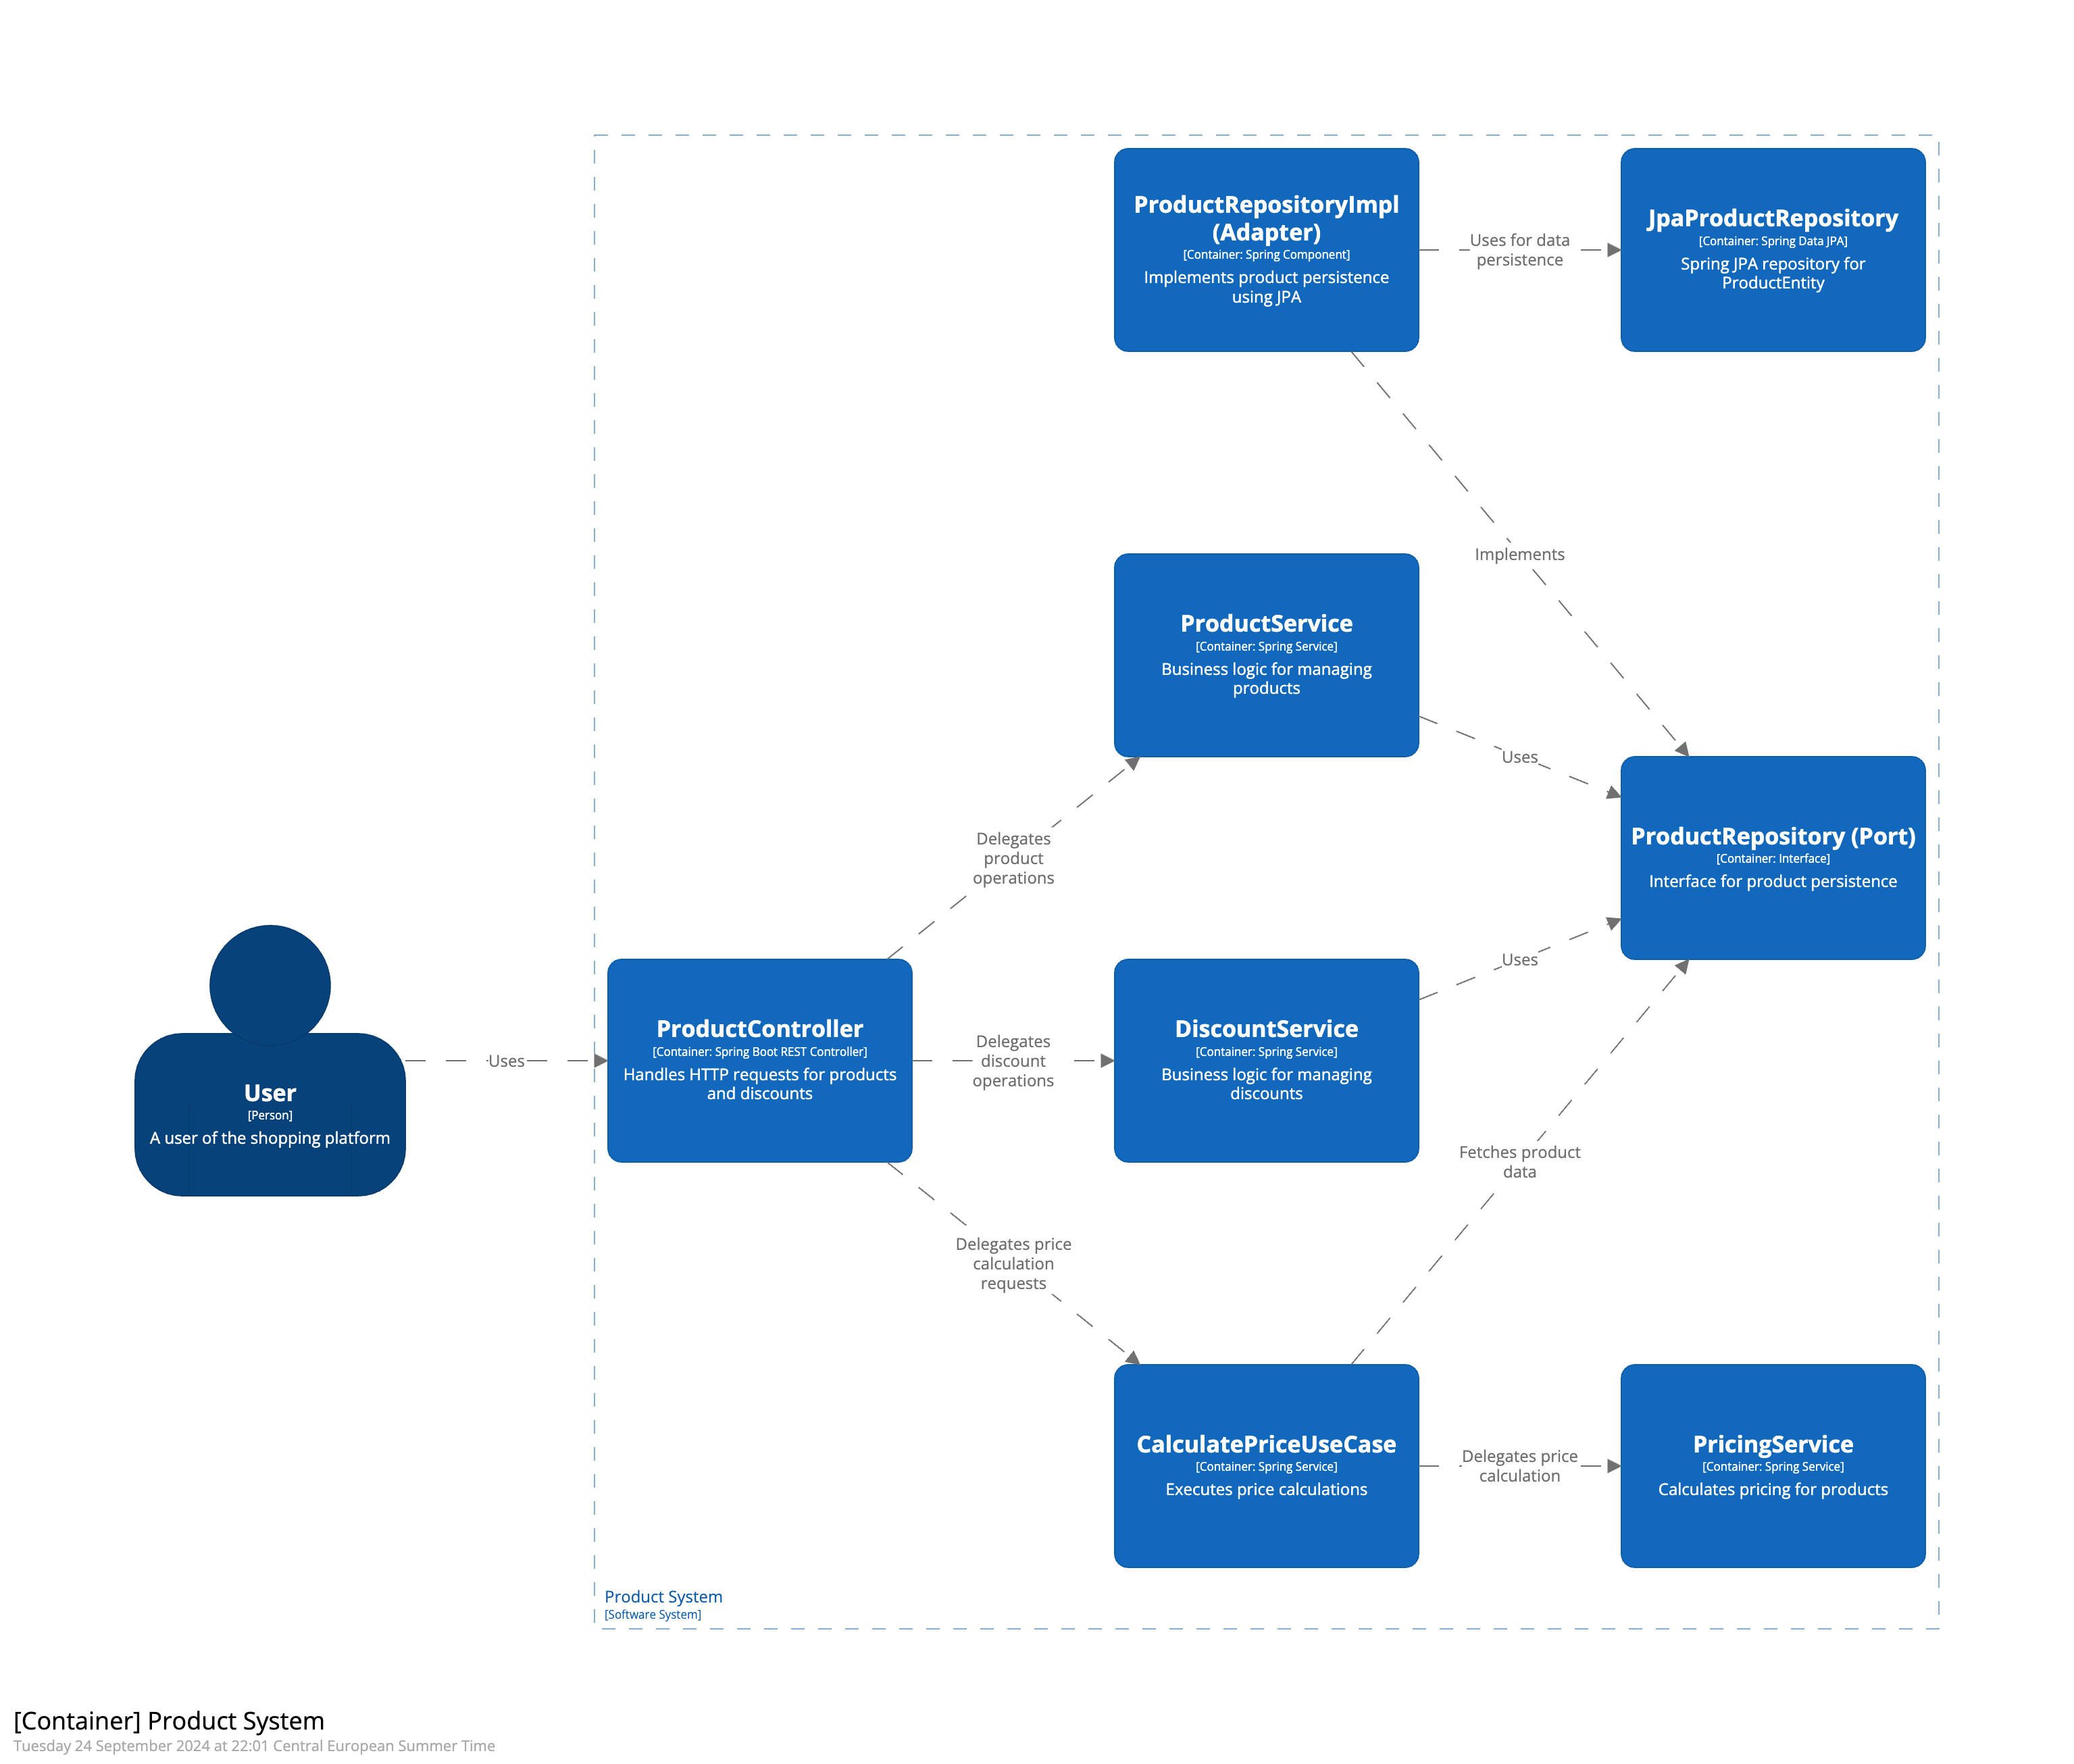 ProductRepositoryImpl
(Adapter)
[Container: Spring Component]
Implements product persistence
using JPA
Uses for data
persistence
JpaProductRepository
[Container: Spring Data JPA]
Spring JPA repository for
ProductEntity
Implements
ProductService
[Container: Spring Service]
Business logic for managing
products
Uses
Delegates
product
operations
ProductRepository (Port)
[Container: Interface]
Interface for product persistence
User
[Person]
A user of the shopping platform
Uses
ProductController
[Container: Spring Boot REST Controller]
Handles HTTP requests for products
and discounts
Delegates
discount
operations
DiscountService
[Container: Spring Service]
Business logic for managing
discounts
Uses
Fetches product
data
Delegates price
calculation
requests
CalculatePriceUseCase
[Container: Spring Service]
Executes price calculations
Delegates price
calculation
PricingService
[Container: Spring Service]
Calculates pricing for products
Product System
[Software System]
[Container] Product System
Tuesday 24 September 2024 at 22:01 Central European Summer Time